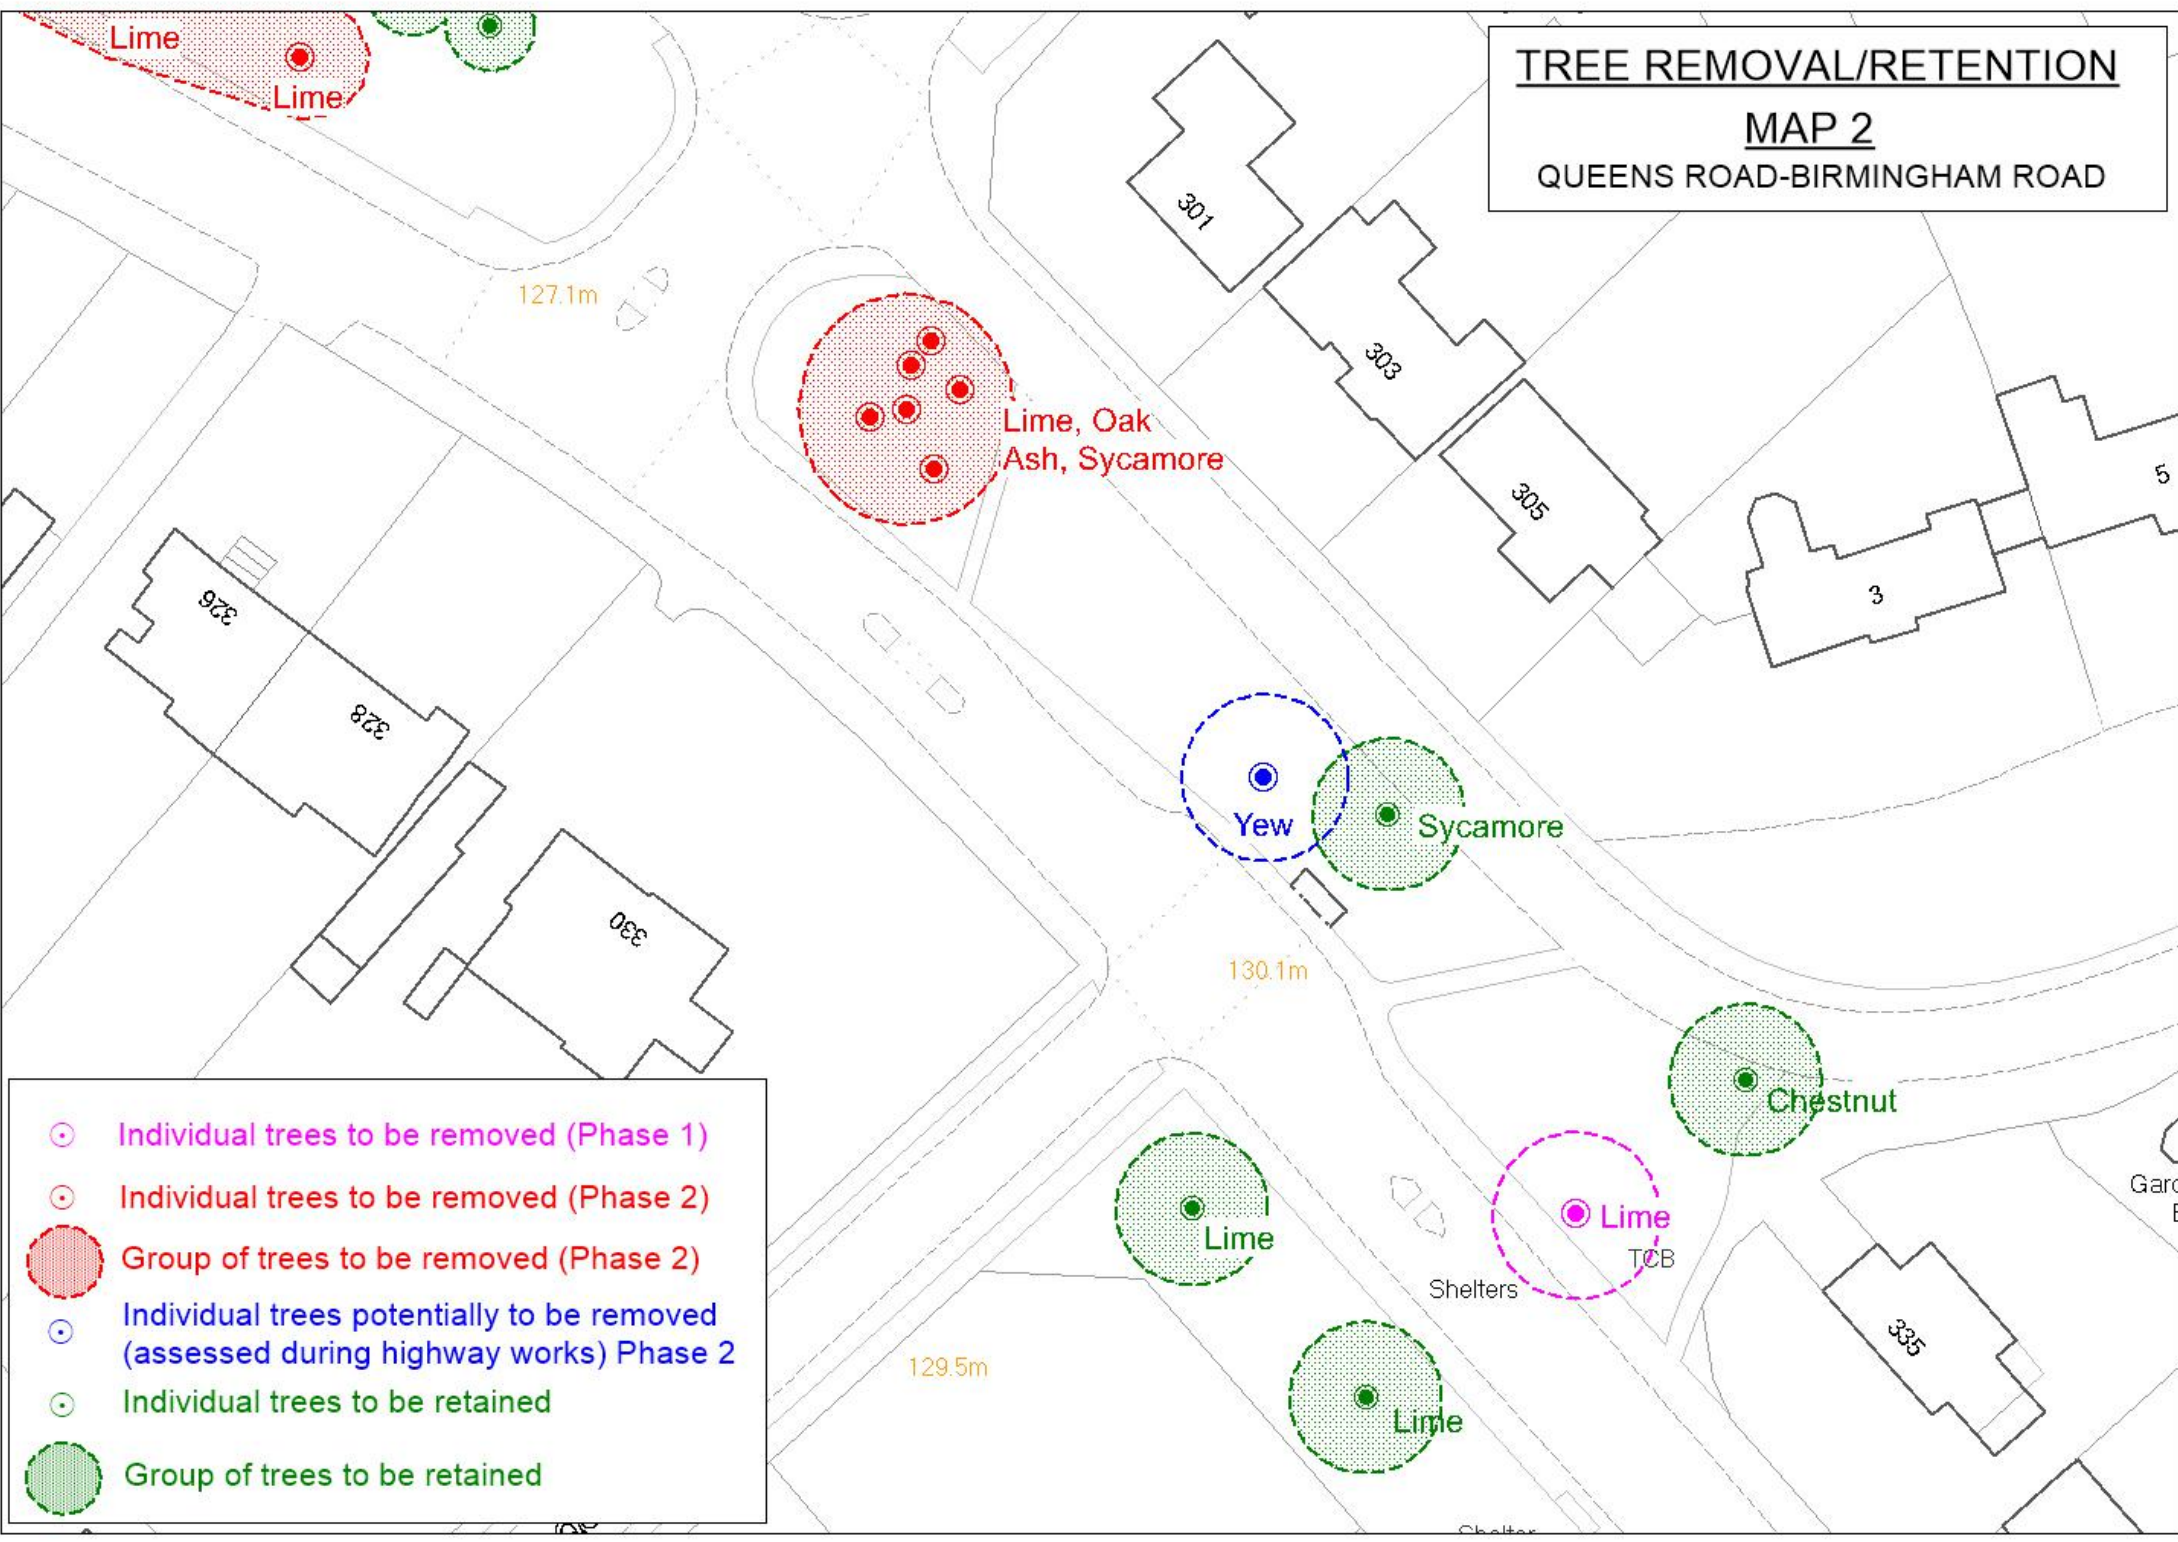 Lime
Lime
TREE REMOVAL/RETENTION
MAP 2
QUEENS ROAD-BIRMINGHAM ROAD
301
127.1m
303
Lime, Oak
Ash, Sycamore
305
5
3
326
328
Yew
Sycamore
330
130.1m
Chestnut
Lime
Lime
TCB
Shelters
335
129.5m
Lime
Individual trees to be removed (Phase 1)
Individual trees to be removed (Phase 2)
Group of trees to be removed (Phase 2)
Individual trees potentially to be removed
(assessed during highway works) Phase 2
Individual trees to be retained
Group of trees to be retained